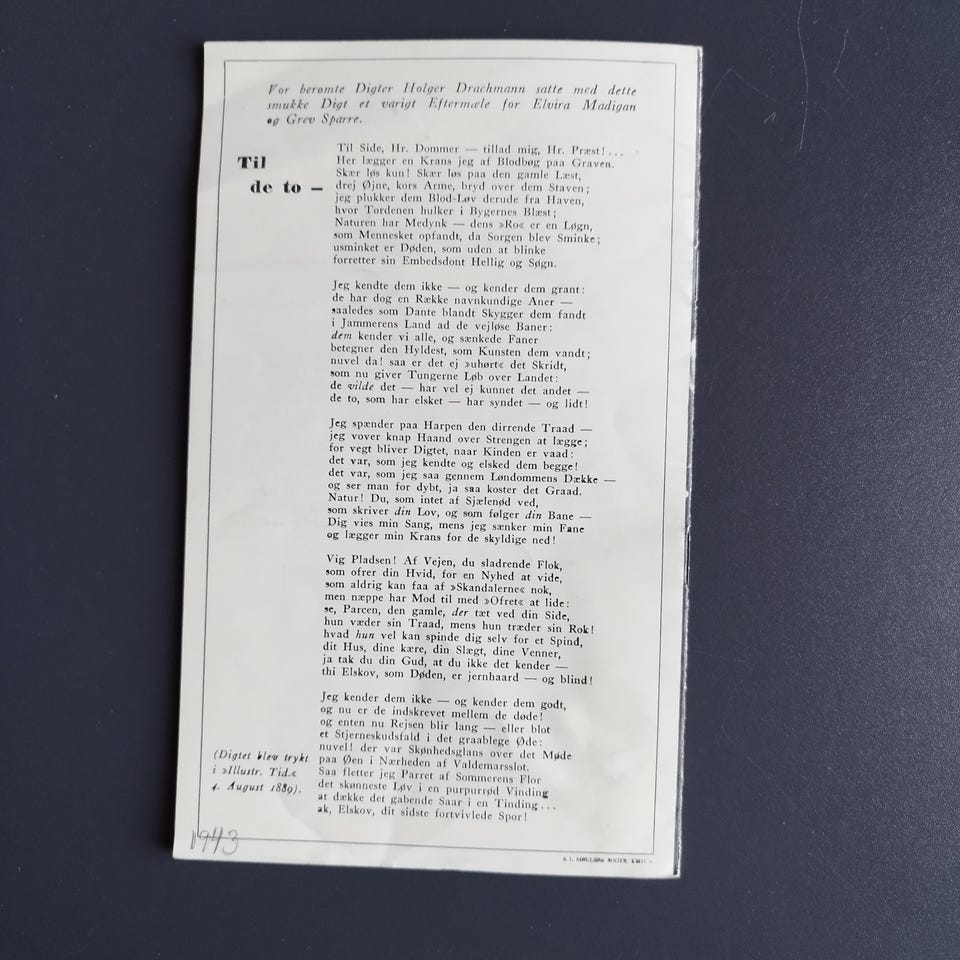 Vor berømte Digter Holger Drachmann satte med dette
smukke Digt et varigt Eftermæle for Elvira Madigan
og Grev Sparre.
Til
de to —
Til Side, Hr. Dommer — tillad mig, Hr. Præst! ...
Her lægger en Krans jeg af Blodbøg paa Graven.
Skær løs kun! Skær løs paa den gamle Læst,
drej Øjne, kors Arme, bryd over dem Staven;
jeg plukker dem Blod-Løv derude fra Haven,
hvor Tordenen hulker i Bygernes Blæst;
Naturen har Medynk — dens »Ro« er en Løgn,
som Mennesket opfandt, da Sorgen blev Sminke;
usminket er Døden, som uden at blinke
forretter sin Embedsdont Hellig og Søgn.
Jeg kendte dem ikke — og kender dem grant:
de har dog en Række navnkundige Aner —
saaledes som Dante blandt Skygger dem fandt
i Jammerens Land ad de vejløse Baner:
dem kender vi alle, og sænkede Faner
betegner den Hyldest, som Kunsten dem vandt;
nuvel da! saa er det ej »uhørt« det Skridt,
som nu giver Tungerne Løb over Landet:
de vilde det — har vel ej kunnet det andet —
de to, som har elsket — har syndet — og lidt!
Jeg spænder paa Harpen den dirrende Traad —
jeg vover knap Haand over Strengen at lægge;
for vegt bliver Digtet, naar Kinden er vaad:
det var, som jeg kendte og elsked dem begge!
det var, som jeg saa gennem Løndommens Dække —
og ser man for dybt, ja saa koster det Graad.
Natur! Du, som intet af Sjælenød ved,
som skriver din Lov, og som følger din Bane —
Dig vies min Sang, mens jeg sænker min Fane
og lægger min Krans for de skyldige ned!
Vig Pladsen! Af Vejen, du sladrende Flok,
som ofrer din Hvid, for en Nyhed at vide,
som aldrig kan faa af »Skandalerne« nok,
men næppe har Mod til med »Ofret« at lide:
se, Parcen, den gamle, der tæt ved din Side,
hun væder sin Traad, mens hun træder sin Rok!
hvad hun vel kan spinde dig selv for et Spind,
dit Hus, dine kære, din Slægt, dine Venner,
ja tak du din Gud, at du ikke det kender —
thi Elskov, som Døden, er jernhaard — og blind!
Jeg kender dem ikke — og kender dem godt,
og nu er de indskrevet mellem de døde!
og enten nu Rejsen blir lang — eller blot
et Stjerneskudsfald i det graablege Øde:
nuvel! der var Skønhedsglans over det Møde
paa Øen i Nærheden af Valdemarsslot.
Saa fletter jeg Parret af Sommerens Flor
det skønneste Løv i en purpurrød Vinding
at dække det gabende Saar i en Tinding ...
ak, Elskov, dit sidste fortvivlede Spor!
(Digtet blev trykt
i »Illustr. Tid.«
4. August 1889).
1943